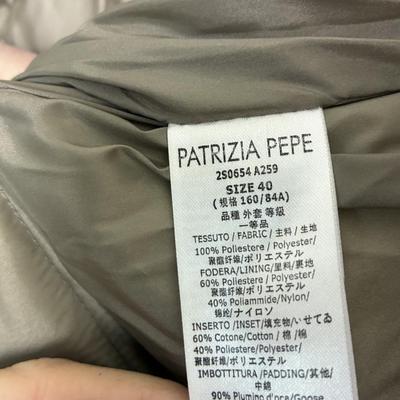 PATRIZIA PEPE
2S0654 A259
SIZE 40
(规格 160/84A)
品種 外套 等級
一等品
TESSUTO / FABRIC / 主料 / 生地
100% Poliestere / Polyester/
聚酯纤维/ポリエステル
FODERA/LINING/里料/裏地
60% Poliestere / Polyester/
聚酯纤维/ポリエステル
40% Poliammide/Nylon/
锦纶/ナイロン
INSERTO / INSET/填充物/いせてる
60% Cotone/Cotton / 棉 /棉
40% Poliestere / Polyester/
聚酯纤维/ポリエステル
IMBOTTITURA / PADDING/其他/
中綿
90% Piumino d'oca/Goose